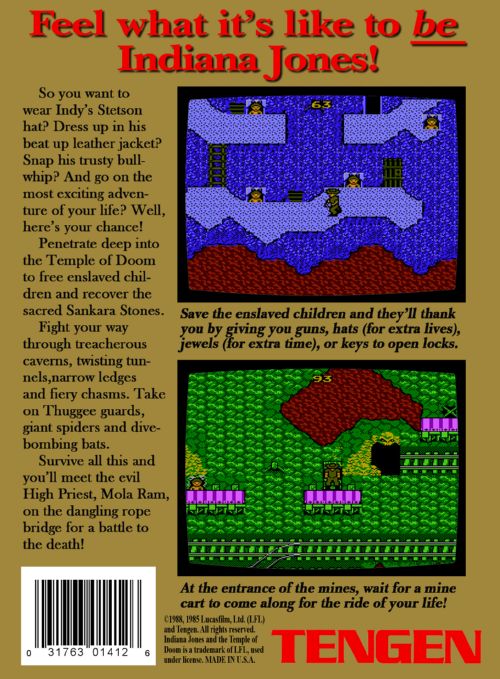 Feel what it's like to be
Indiana Jones!
So you want to
wear Indy's Stetson
hat? Dress up in his
beat up leather jacket?
Snap his trusty bull-
whip? And go on the
most exciting adven-
ture of your life? Well,
here's your chance!
Penetrate deep into
the Temple of Doom
to free enslaved chil-
dren and recover the
sacred Sankara Stones.
Fight your way
through treacherous
caverns, twisting tun-
nels,narrow ledges
and fiery chasms. Take
on Thuggee guards,
giant spiders and dive-
bombing bats.
Survive all this and
you'll meet the evil
High Priest, Mola Ram,
on the dangling rope
bridge for a battle to
the death!
63
Save the enslaved children and they'll thank
you by giving you guns, hats (for extra lives),
jewels (for extra time), or keys to open locks.
93
At the entrance of the mines, wait for a mine
cart to come along for the ride of your life!
0 31763 01412 6
©1988, 1985 Lucasfilm, Ltd. (LFL)
and Tengen. All rights reserved.
Indiana Jones and the Temple of
Doom is a trademark of LFL, used
under license. MADE IN U.S.A.
TENGEN